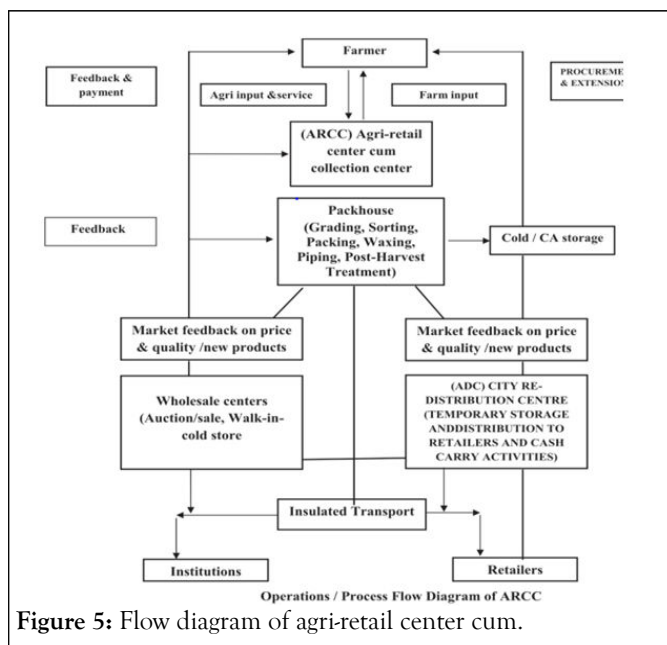 Farmer
Feedback &
payment
PROCUREME
& EXTENSION
Agri input &service
Farm input
(ARCC) Agri-retail
center cum
collection center
Feedback
Packhouse
(Grading, Sorting,
Packing, Waxing,
Piping, Post-Harvest
Treatment)
Cold / CA storage
Market feedback on price
& quality /new products
Market feedback on price
& quality /new products
Wholesale centers
(Auction/sale, Walk-in-
cold store
(ADC) CITY RE-
DISTRIBUTION CENTRE
(TEMPORARY STORAGE
ANDDISTRIBUTION TO
RETAILERS AND CASH
CARRY ACTIVITIES)
Insulated Transport
Institutions
Retailers
Operations / Process Flow Diagram of ARCC
Figure 5: Flow diagram of agri-retail center cum.